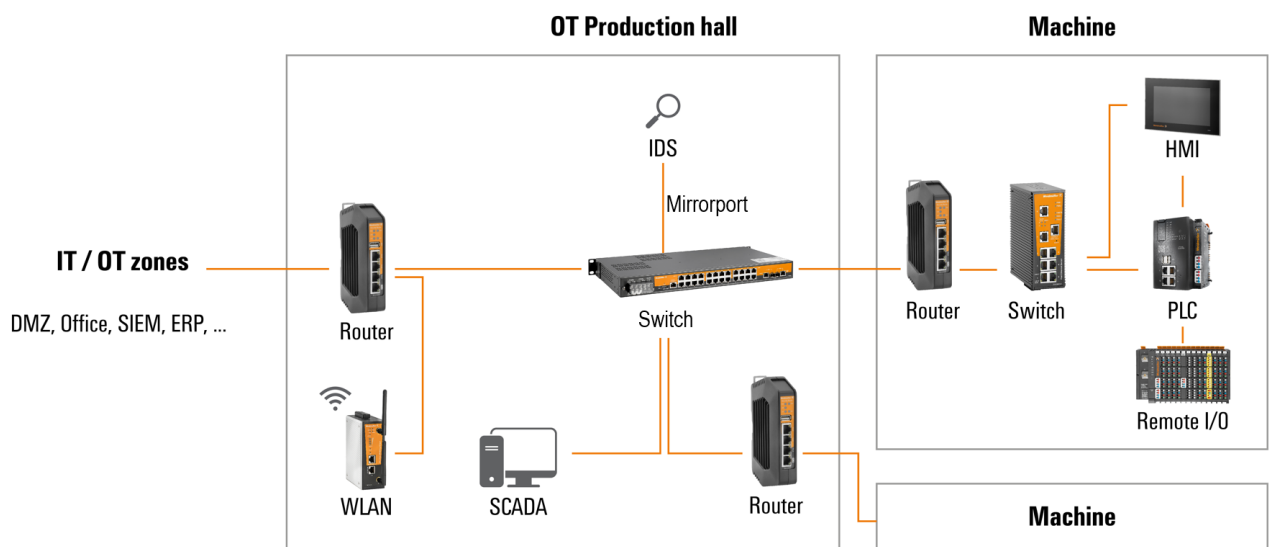 OT Production hall
Machine
IDS
HMI
Mirrorport
IT / OT zones
DMZ, Office, SIEM, ERP, ...
Router
Switch
Router
Switch
PLC
Remote I/O
WLAN
SCADA
Router
Machine